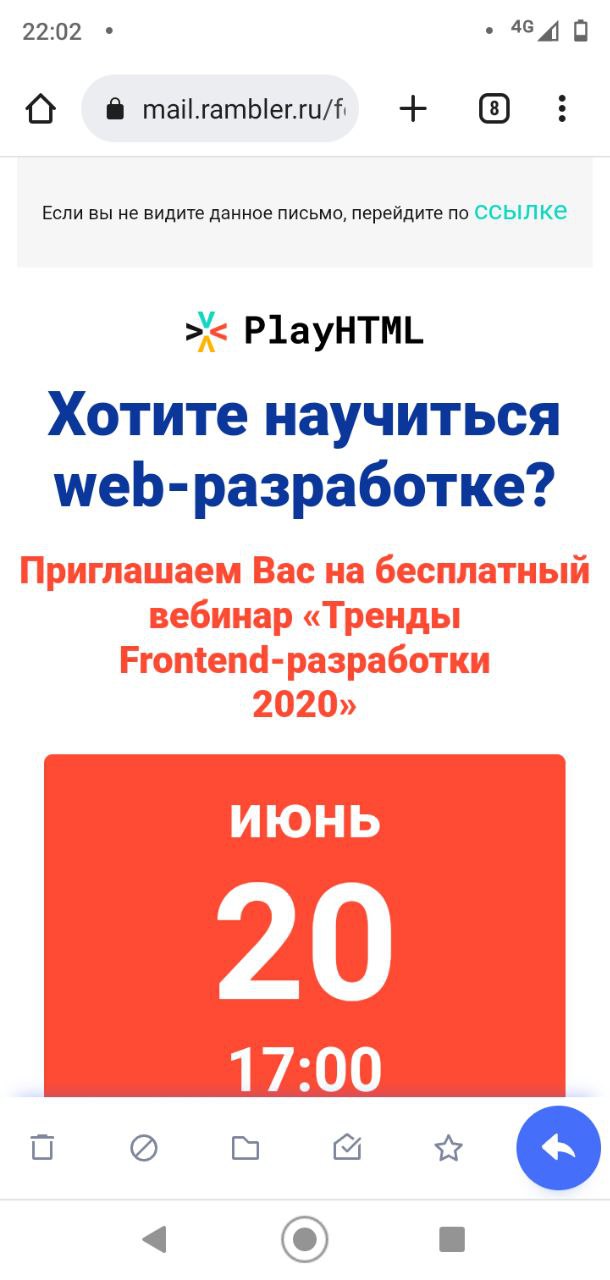 22:02
4G
mail.rambler.ru/f
8
Если вы не видите данное письмо, перейдите по ссылке
PlayHTML
Хотите научиться
web-разработке?
Приглашаем Вас на бесплатный
вебинар «Тренды
Frontend-разработки
2020»
июнь
20
17:00